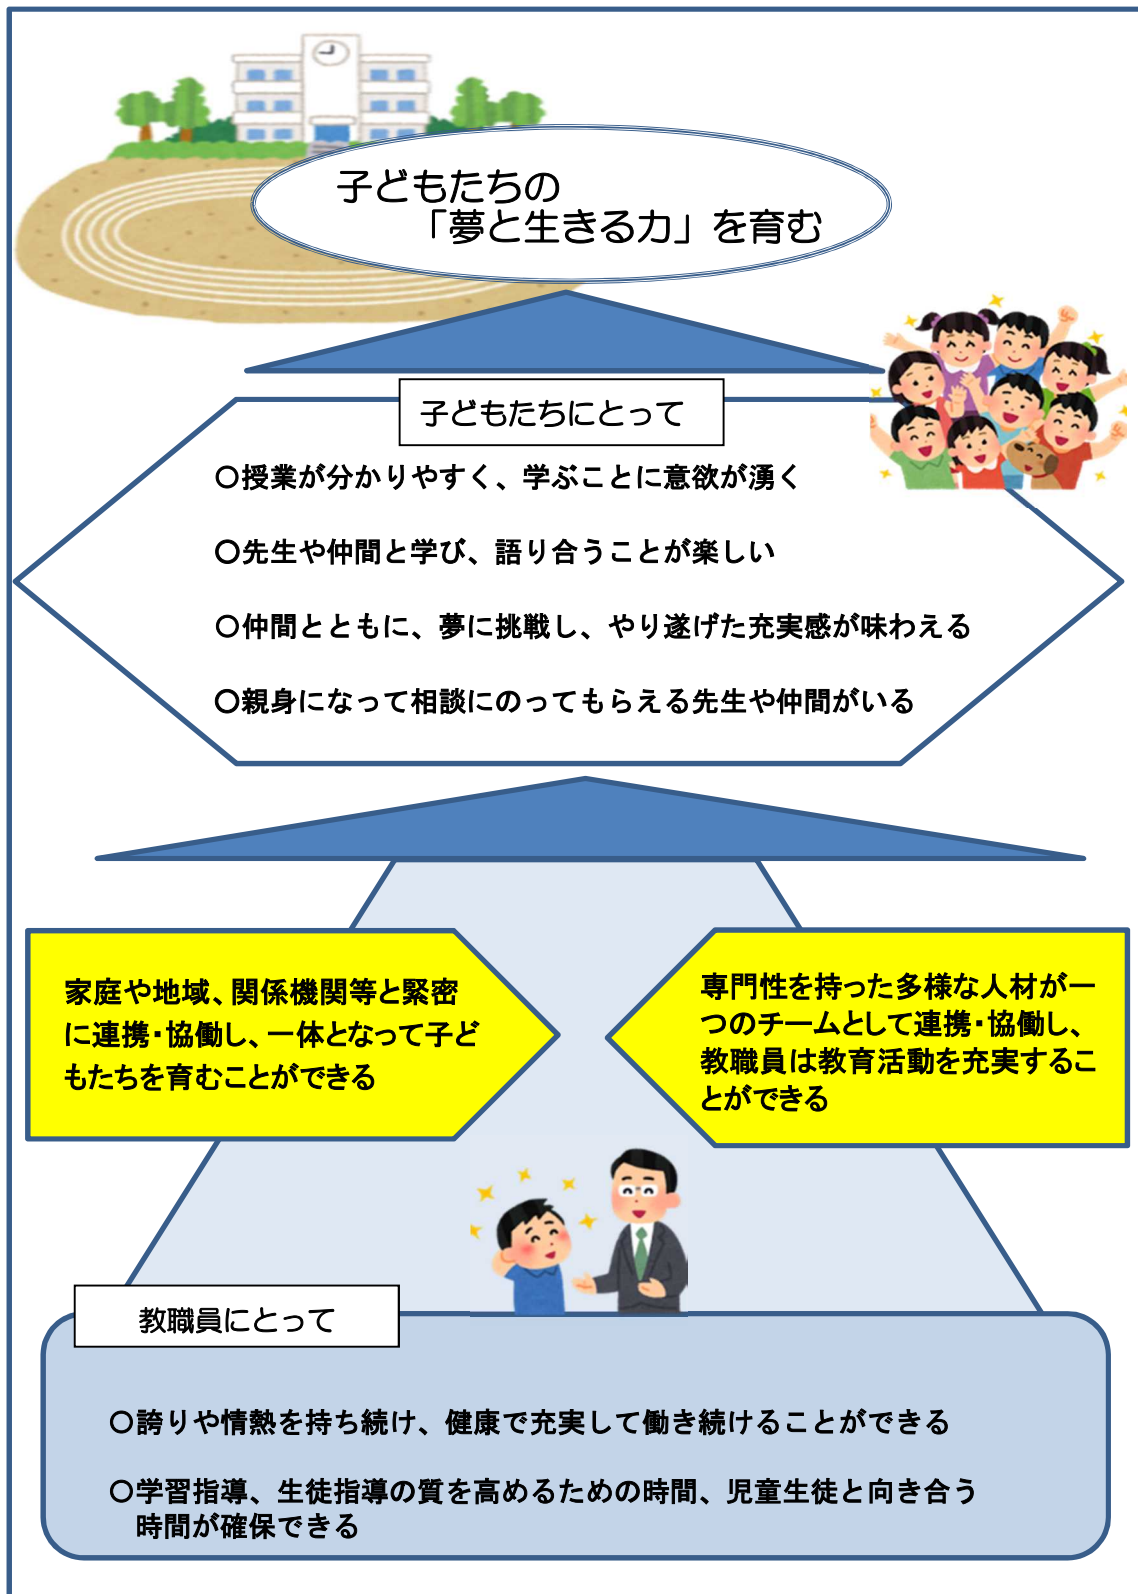 子どもたちの
「夢と生きる力」を育む
子どもたちにとって
○授業が分かりやすく、学ぶことに意欲が湧く
○先生や仲間と学び、語り合うことが楽しい
○仲間とともに、夢に挑戦し、やり遂げた充実感が味わえる
○親身になって相談にのってもらえる先生や仲間がいる
家庭や地域、関係機関等と緊密
に連携・協働し、一体となって子ど
もたちを育むことができる
専門性を持った多様な人材が一
つのチームとして連携・協働し、
教職員は教育活動を充実するこ
とができる
教職員にとって
○誇りや情熱を持ち続け、健康で充実して働き続けることができる
○学習指導、生徒指導の質を高めるための時間、児童生徒と向き合う
時間が確保できる